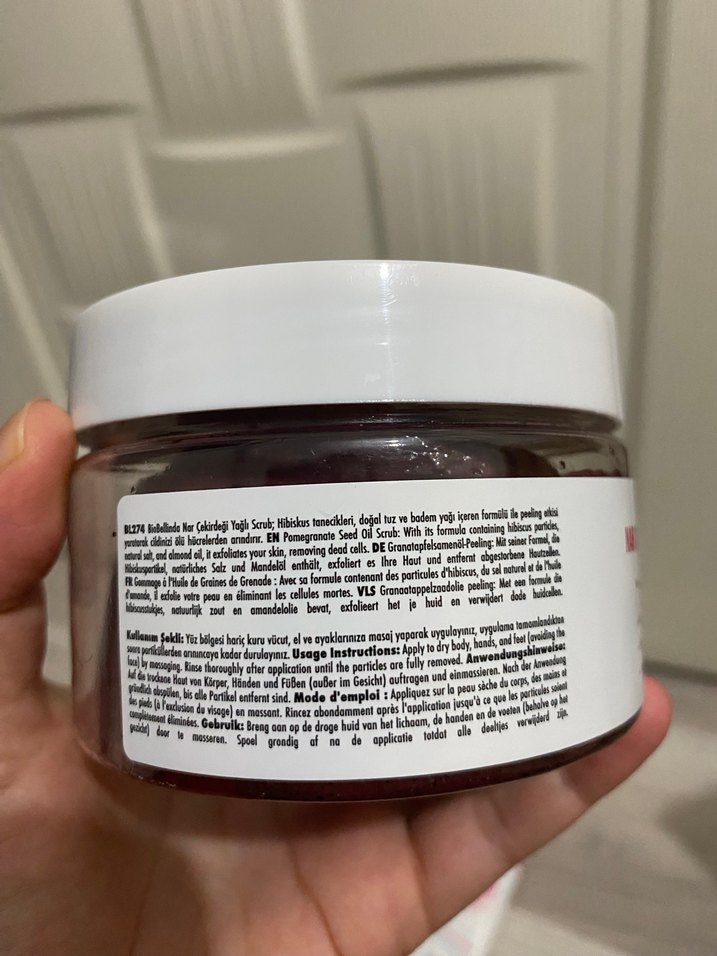 BL274 BioBellinda Nar Çekirdeği Yağlı Scrub; Hibiskus tanecikleri, doğal tuz ve badem yağı içeren formülü ile peeling etkisi
yaratarak cildinizi ölü hücrelerden arındırır. EN Pomegranate Seed Oil Scrub: With its formula containing hibiscus particles,
natural salt, and almond oil, it exfoliates your skin, removing dead cells. DE Granatapfelsamenöl-Peeling: Mit seiner Formel, die
Hibiskuspartikel, natürliches Salz und Mandelöl enthält, exfoliert es Ihre Haut und entfernt abgestorbene Hautzellen.
FR Gommage à l'Huile de Graines de Grenade : Avec sa formule contenant des particules d'hibiscus, du sel naturel et de l'huile
d'amande, il exfolie votre peau en éliminant les cellules mortes. VLS Granaatappelzaadolie peeling: Met een formule die
hibiscusstukjes, natuurlijk zout en amandelolie bevat, exfolieert het je huid en verwijdert dode huidcellen.
Kullanım Şekli: Yüz bölgesi hariç kuru vücut, el ve ayaklarınıza masaj yaparak uygulayınız, uygulama tamamlandıktan
sonra partiküllerden arınıncaya kadar durulayınız. Usage Instructions: Apply to dry body, hands, and feet (avoiding the
face) by massaging. Rinse thoroughly after application until the particles are fully removed. Anwendungshinweise:
Auf die trockene Haut von Körper, Händen und Füßen (außer im Gesicht) auftragen und einmassieren. Nach der Anwendung
gründlich abspülen, bis alle Partikel entfernt sind. Mode d'emploi : Appliquez sur la peau sèche du corps, des mains et
des pieds (à l'exclusion du visage) en massant. Rincez abondamment après l'application jusqu'à ce que les particules soient
complètement éliminées. Gebruik: Breng aan op de droge huid van het lichaam, de handen en de voeten (behalve op het
gezicht) door te masseren. Spoel grondig af na de applicatie totdat alle deeltjes verwijderd zijn.